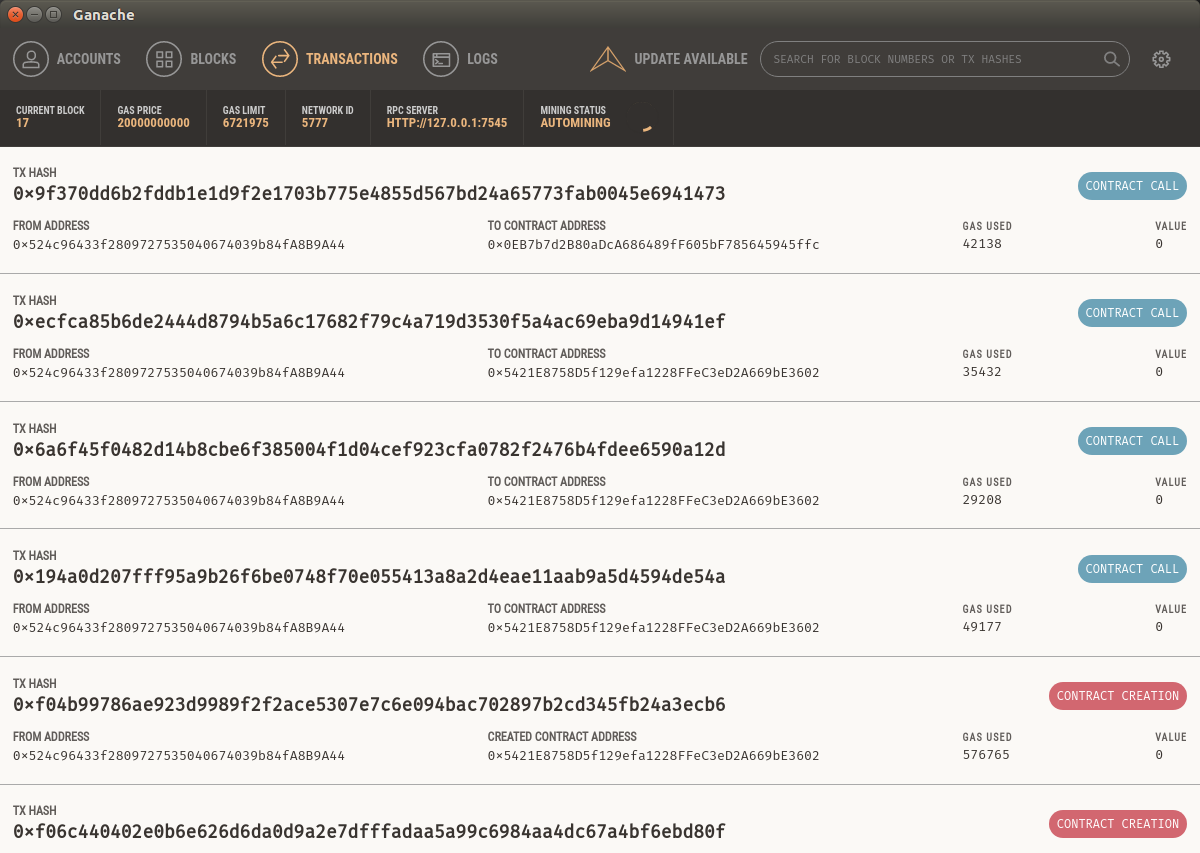 Ganache
ACCOUNTS BLOCKS TRANSACTIONS LOGS UPDATE AVAILABLE SEARCH FOR BLOCK NUMBERS OR TX HASHES
CURRENT BLOCK GAS PRICE GAS LIMIT NETWORK ID RPC SERVER MINING STATUS
17 20000000000 6721975 5777 HTTP://127.0.0.1:7545 AUTOMINING
TX HASH
0×9f370dd6b2fddb1e1d9f2e1703b775e4855d567bd24a65773fab0045e6941473 CONTRACT CALL
FROM ADDRESS TO CONTRACT ADDRESS GAS USED VALUE
0×524c96433f2809727535040674039b84fA8B9A44 0×0EB7b7d2B80aDcA686489fF605bF785645945ffc 42138 0
TX HASH
0×ecfca85b6de2444d8794b5a6c17682f79c4a719d3530f5a4ac69eba9d14941ef CONTRACT CALL
FROM ADDRESS TO CONTRACT ADDRESS GAS USED VALUE
0×524c96433f2809727535040674039b84fA8B9A44 0×5421E8758D5f129efa1228FFeC3eD2A669bE3602 35432 0
TX HASH
0×6a6f45f0482d14b8cbe6f385004f1d04cef923cfa0782f2476b4fdee6590a12d CONTRACT CALL
FROM ADDRESS TO CONTRACT ADDRESS GAS USED VALUE
0×524c96433f2809727535040674039b84fA8B9A44 0×5421E8758D5f129efa1228FFeC3eD2A669bE3602 29208 0
TX HASH
0×194a0d207fff95a9b26f6be0748f70e055413a8a2d4eae11aab9a5d4594de54a CONTRACT CALL
FROM ADDRESS TO CONTRACT ADDRESS GAS USED VALUE
0×524c96433f2809727535040674039b84fA8B9A44 0×5421E8758D5f129efa1228FFeC3eD2A669bE3602 49177 0
TX HASH
0×f04b99786ae923d9989f2f2ace5307e7c6e094bac702897b2cd345fb24a3ecb6 CONTRACT CREATION
FROM ADDRESS CREATED CONTRACT ADDRESS GAS USED VALUE
0×524c96433f2809727535040674039b84fA8B9A44 0×5421E8758D5f129efa1228FFeC3eD2A669bE3602 576765 0
TX HASH
0×f06c440402e0b6e626d6da0d9a2e7dfffadaa5a99c6984aa4dc67a4bf6ebd80f CONTRACT CREATION